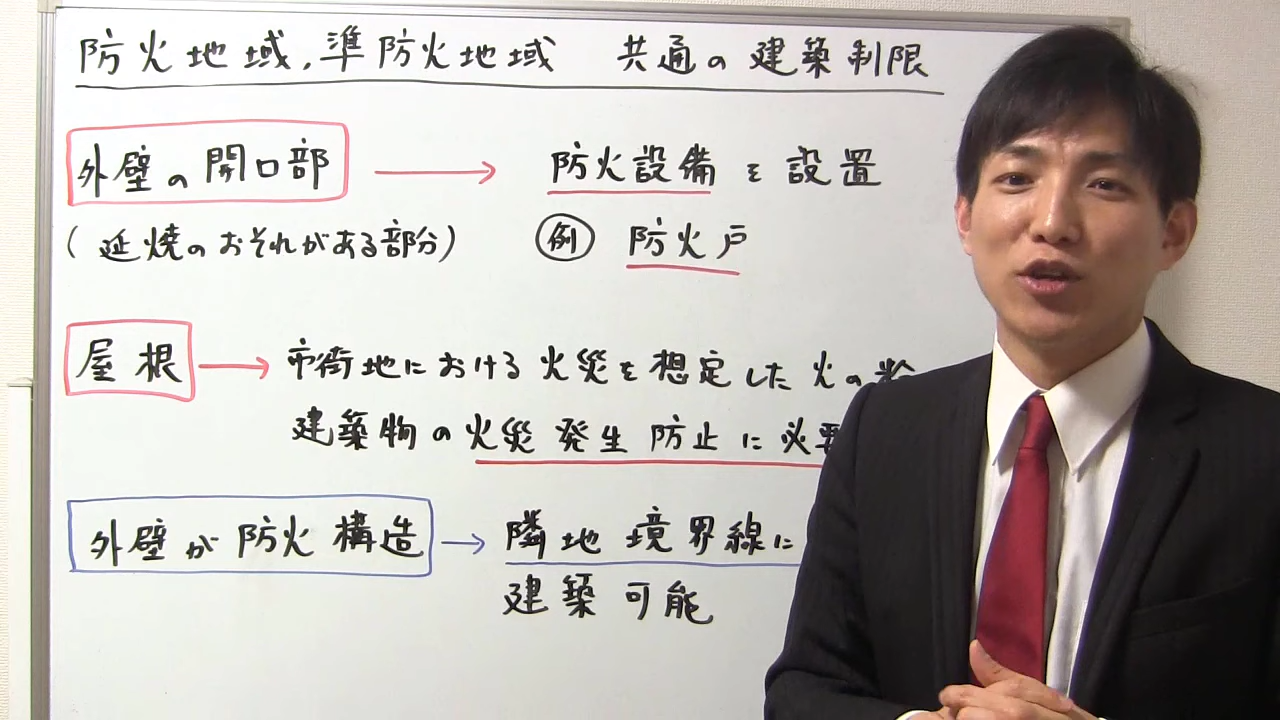 防火地域、準防火地域 共通の建築制限
外壁の開口部 → 防火設備を設置
(延焼のおそれがある部分) 例 防火戸
屋根 → 市街地における火災を想定した火の粉
建築物の火災発生防止に必要
外壁が防火構造 → 隣地境界線に
建築可能